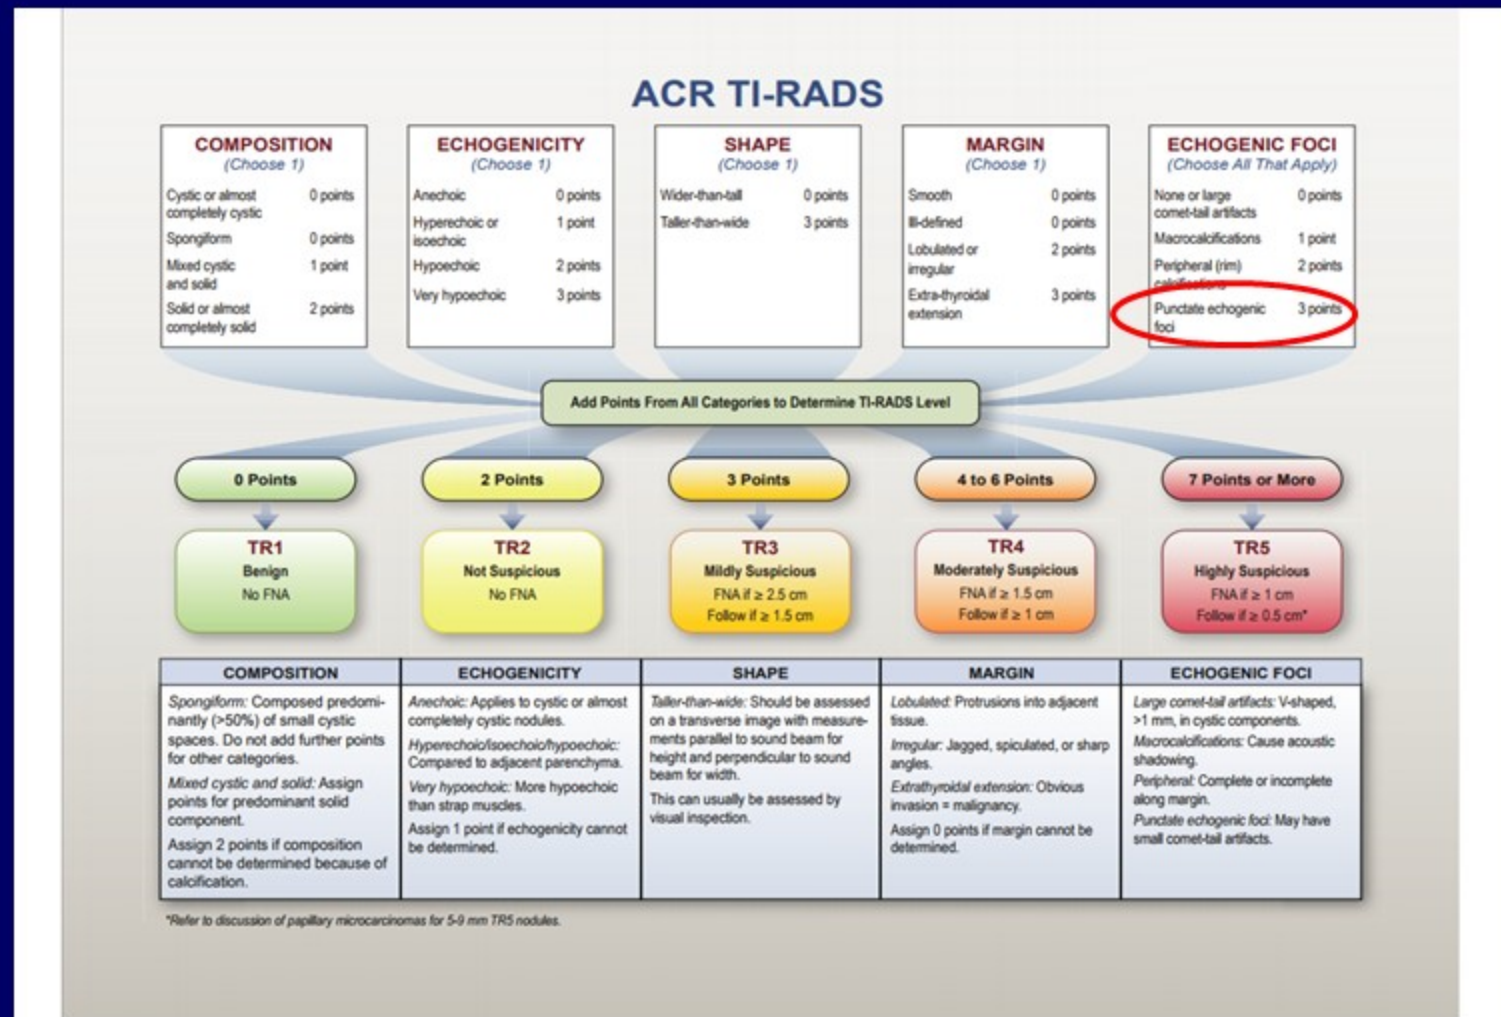 ACR TI-RADS
COMPOSITION
(Choose 1)
Cystic or almost 0 points
completely cystic
Spongiform 0 points
Mixed cystic 1 point
and solid
Solid or almost 2 points
completely solid
ECHOGENICITY
(Choose 1)
Anechoic 0 points
Hyperechoic or 1 point
isoechoic
Hypoechoic 2 points
Very hypoechoic 3 points
SHAPE
(Choose 1)
Wider-than-tall 0 points
Taller-than-wide 3 points
MARGIN
(Choose 1)
Smooth 0 points
Ill-defined 0 points
Lobulated or 2 points
irregular
Extra-thyroidal 3 points
extension
ECHOGENIC FOCI
(Choose All That Apply)
None or large 0 points
comet-tail artifacts
Macrocalcifications 1 point
Peripheral (rim) 2 points
calcifications
Punctate echogenic 3 points
foci
Add Points From All Categories to Determine TI-RADS Level
0 Points
2 Points
3 Points
4 to 6 Points
7 Points or More
TR1
Benign
No FNA
TR2
Not Suspicious
No FNA
TR3
Mildly Suspicious
FNA if ≥ 2.5 cm
Follow if ≥ 1.5 cm
TR4
Moderately Suspicious
FNA if ≥ 1.5 cm
Follow if ≥ 1 cm
TR5
Highly Suspicious
FNA if ≥ 1 cm
Follow if ≥ 0.5 cm*
COMPOSITION
Spongiform: Composed predomi-
nantly (>50%) of small cystic
spaces. Do not add further points
for other categories.
Mixed cystic and solid: Assign
points for predominant solid
component.
Assign 2 points if composition
cannot be determined because of
calcification.
ECHOGENICITY
Anechoic: Applies to cystic or almost
completely cystic nodules.
Hyperechoic/isoechoic/hypoechoic:
Compared to adjacent parenchyma.
Very hypoechoic: More hypoechoic
than strap muscles.
Assign 1 point if echogenicity cannot
be determined.
SHAPE
Taller-than-wide: Should be assessed
on a transverse image with measure-
ments parallel to sound beam for
height and perpendicular to sound
beam for width.
This can usually be assessed by
visual inspection.
MARGIN
Lobulated: Protrusions into adjacent
tissue.
Irregular: Jagged, spiculated, or sharp
angles.
Extrathyroidal extension: Obvious
invasion = malignancy.
Assign 0 points if margin cannot be
determined.
ECHOGENIC FOCI
Large comet-tail artifacts: V-shaped,
>1 mm, in cystic components.
Macrocalcifications: Cause acoustic
shadowing.
Peripheral: Complete or incomplete
along margin.
Punctate echogenic foci: May have
small comet-tail artifacts.
*Refer to discussion of papillary microcarcinomas for 5-9 mm TR5 nodules.